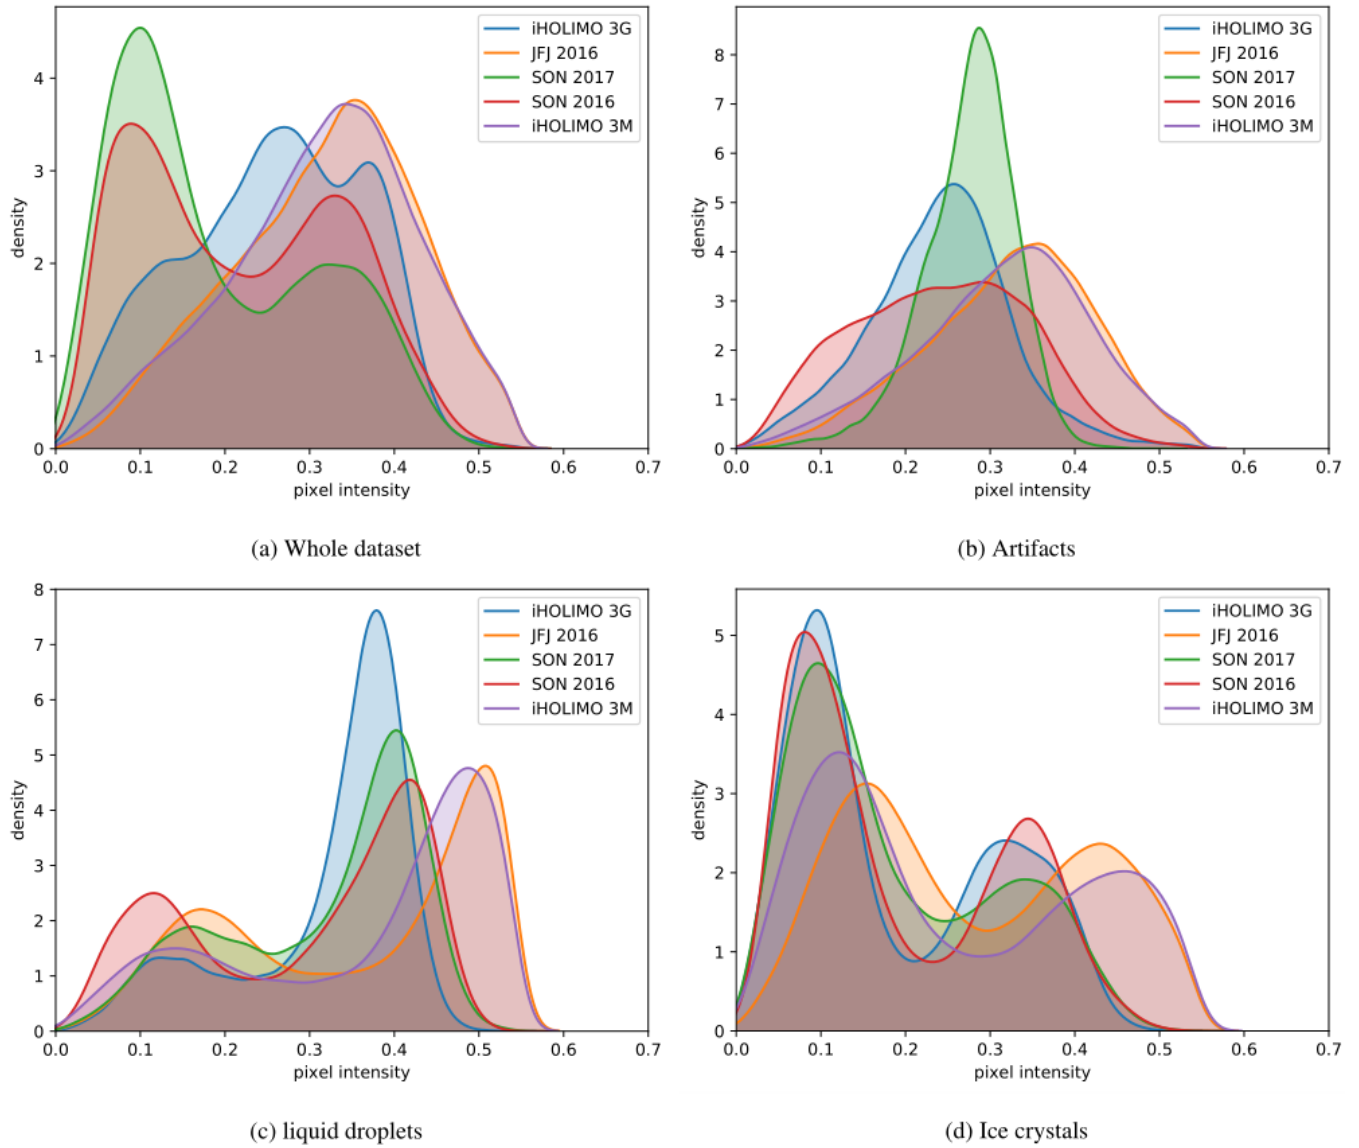 iHOLIMO 3G
JFJ 2016
SON 2017
SON 2016
iHOLIMO 3M
density
4
3
2
1
0
0.0 0.1 0.2 0.3 0.4 0.5 0.6 0.7
pixel intensity
(a) Whole dataset
iHOLIMO 3G
JFJ 2016
SON 2017
SON 2016
iHOLIMO 3M
density
8
7
6
5
4
3
2
1
0
0.0 0.1 0.2 0.3 0.4 0.5 0.6 0.7
pixel intensity
(b) Artifacts
iHOLIMO 3G
JFJ 2016
SON 2017
SON 2016
iHOLIMO 3M
density
8
7
6
5
4
3
2
1
0
0.0 0.1 0.2 0.3 0.4 0.5 0.6 0.7
pixel intensity
(c) liquid droplets
iHOLIMO 3G
JFJ 2016
SON 2017
SON 2016
iHOLIMO 3M
density
5
4
3
2
1
0
0.0 0.1 0.2 0.3 0.4 0.5 0.6 0.7
pixel intensity
(d) Ice crystals